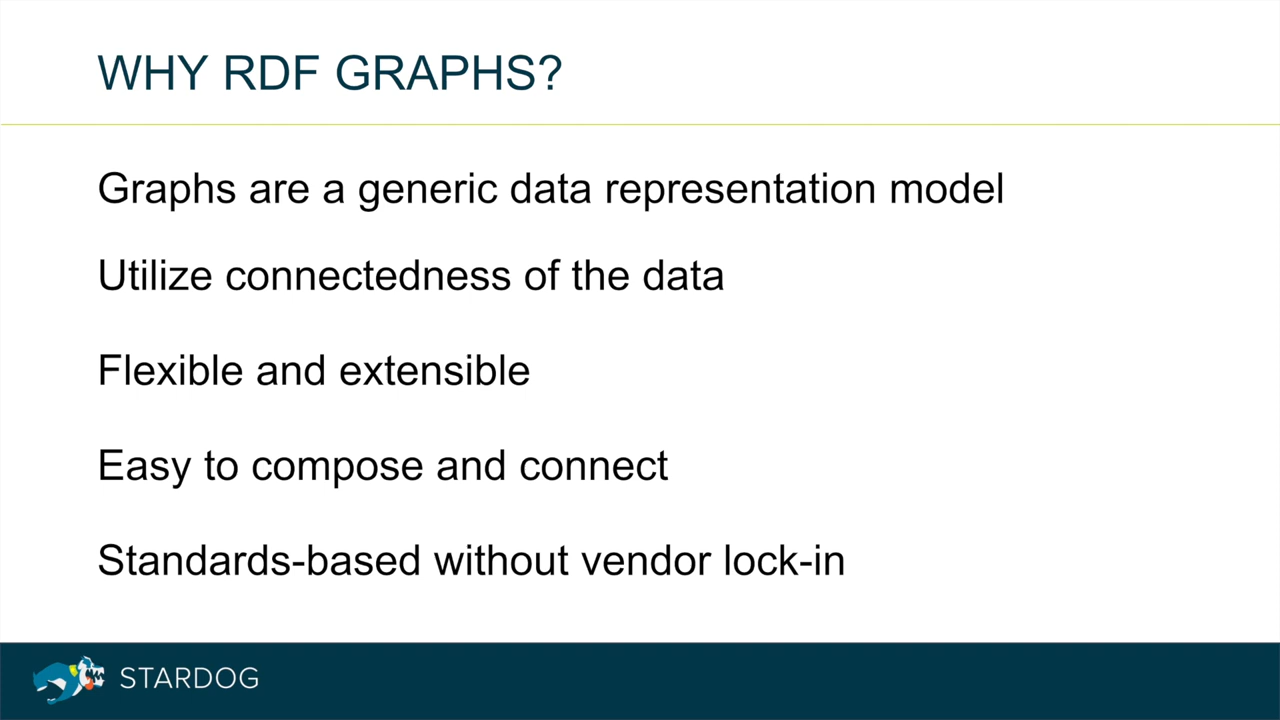 WHY RDF GRAPHS?
Graphs are a generic data representation model
Utilize connectedness of the data
Flexible and extensible
Easy to compose and connect
Standards-based without vendor lock-in
STARDOG